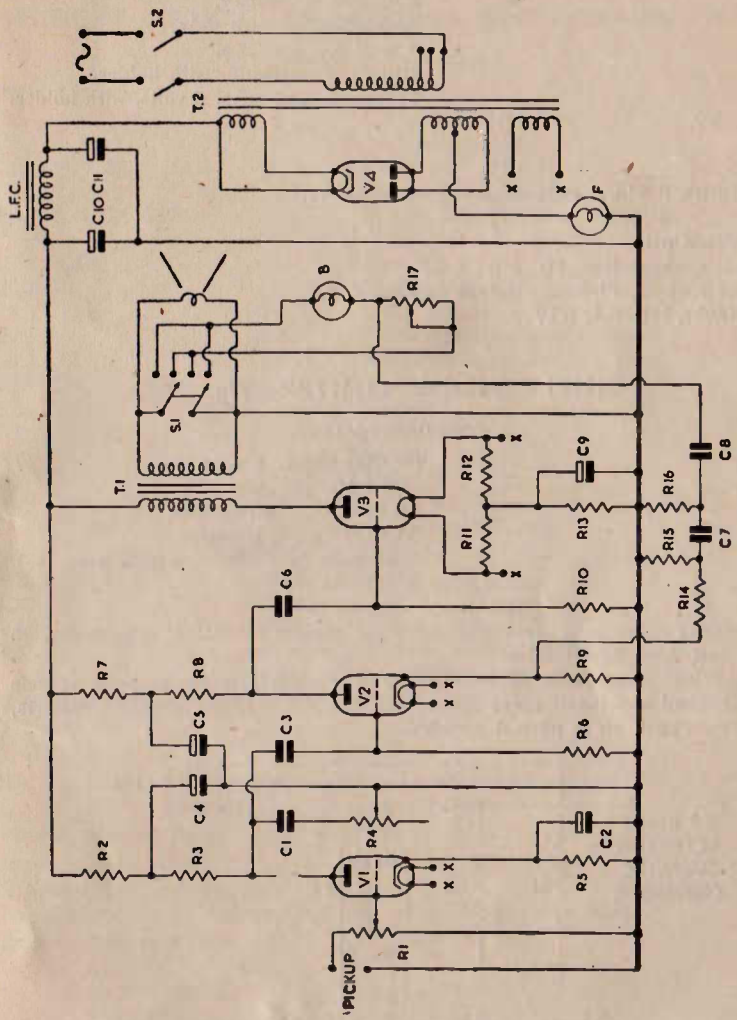 S.2
T.2
L.F.C.
C10 C11
V4
X
X
F
B
R17
S.1
T.1
V3
R12
R11
X
X
C9
R13
R16
C8
C7
R15
R14
C6
R10
R7
R8
C5
C4
C3
V2
X
X
R9
R6
R2
R3
C1
R4
V1
X
X
C2
R5
R1
PICKUP